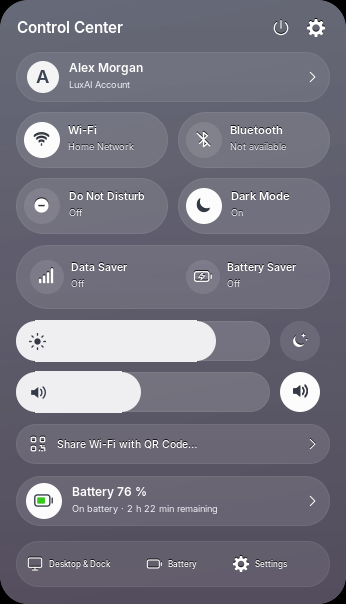 Control Center
A
Alex Morgan
LuxAI Account
Wi-Fi
Home Network
Bluetooth
Not available
Do Not Disturb
Off
Dark Mode
On
Data Saver
Off
Battery Saver
Off
Share Wi-Fi with QR Code...
Battery 76 %
On battery · 2 h 22 min remaining
Desktop & Dock
Battery
Settings